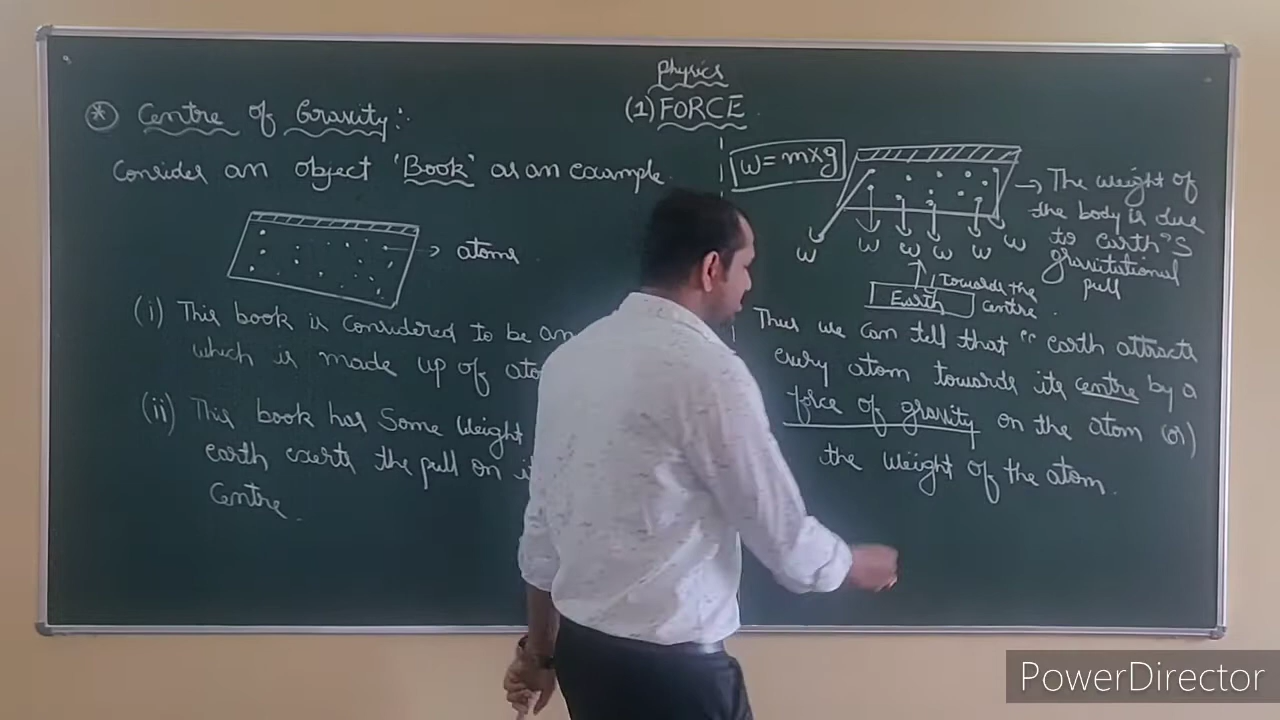 Physics
(1) FORCE
* Centre of Gravity:
Consider an object 'Book' as an example.
→ atoms
(i) This book is considered to be an
which is made up of ato
(ii) This book has some weight
earth exerts the pull on it
centre.
W = m×g
→ The weight of
the body is due
to earth"s
gravitational
pull
W W W W W W
Towards the
centre.
Earth
Thus we can tell that " earth attracts
every atom towards its centre by a
force of gravity on the atom (or)
the weight of the atom.
PowerDirector